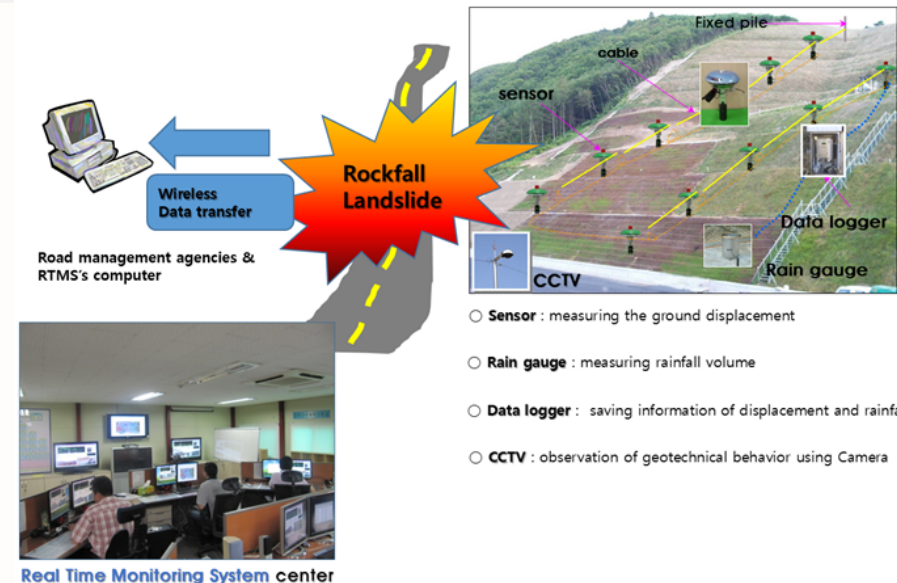 Fixed pile
cable
sensor
Rockfall
Landslide
Wireless
Data transfer
Data logger
Rain gauge
CCTV
Road management agencies &
RTMS's computer
○ Sensor : measuring the ground displacement
○ Rain gauge : measuring rainfall volume
○ Data logger : saving information of displacement and rainfa
○ CCTV : observation of geotechnical behavior using Camera
Real Time Monitoring System center